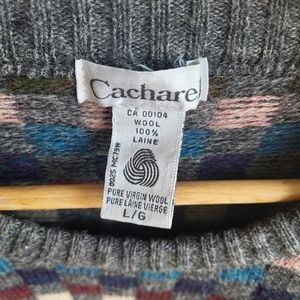 Cacharel
CA 00104
WOOL
100%
LAINE
PURE VIRGIN WOOL
PURE LAINE VIERGE
L/G